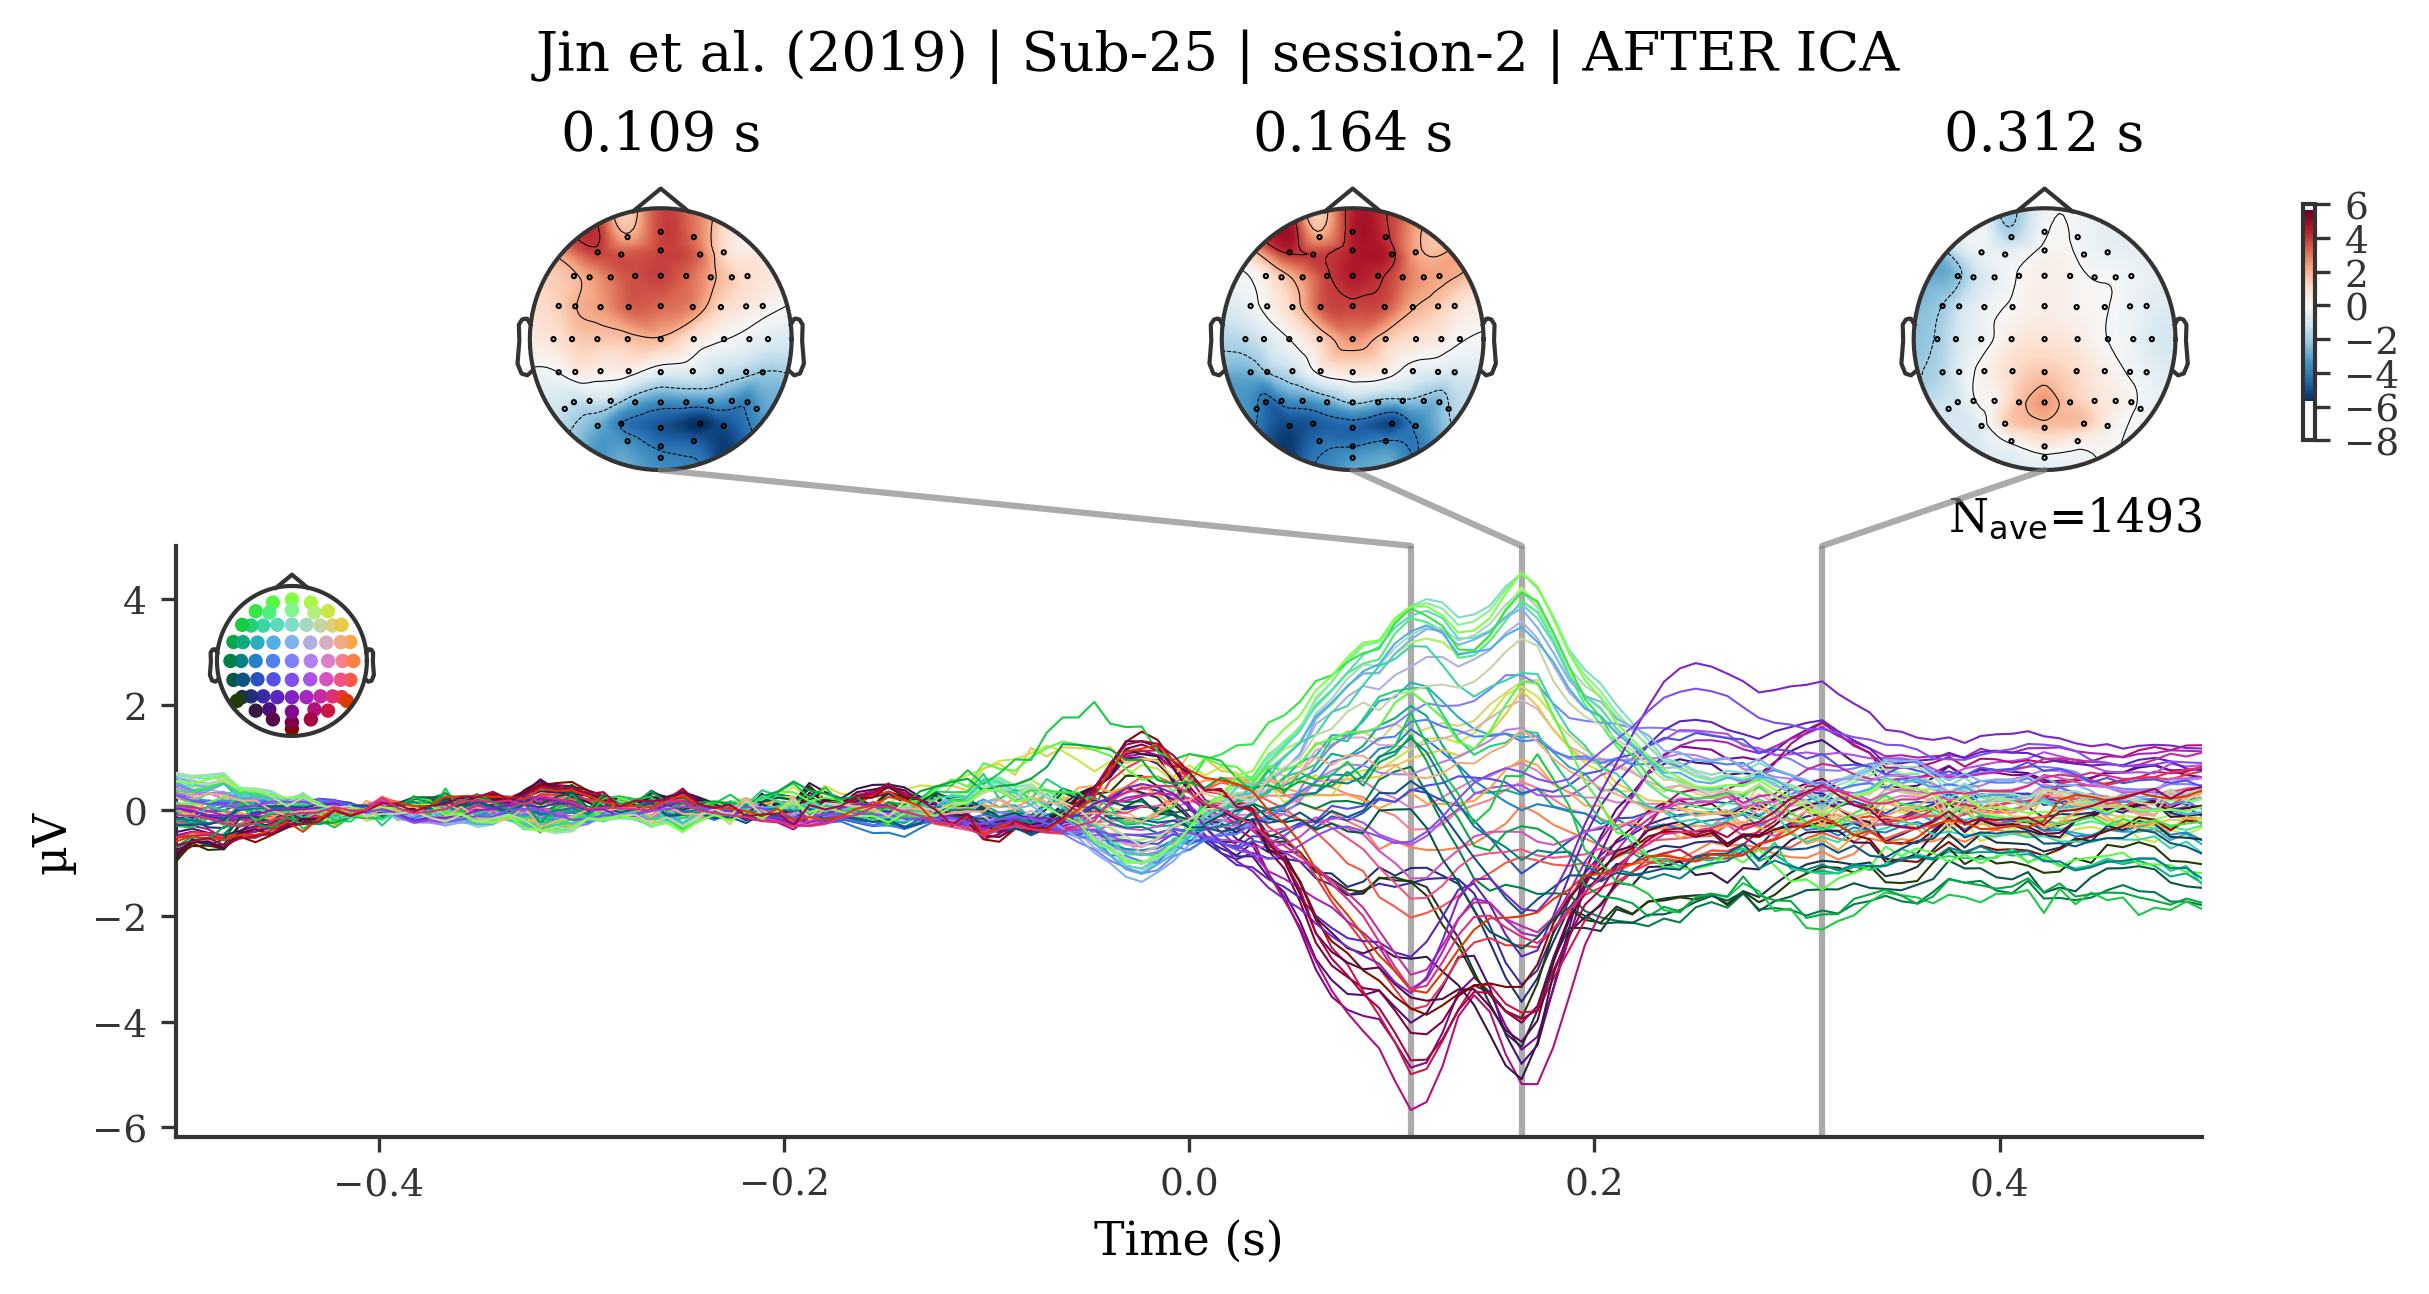 Jin et al. (2019) | Sub-25 | session-2 | AFTER ICA
0.109 s
0.164 s
0.312 s
6
4
2
0
−2
−4
−6
−8
Nave=1493
4
2
0
−2
−4
−6
µV
−0.4
−0.2
0.0
0.2
0.4
Time (s)